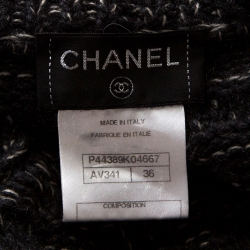 CHANEL
MADE IN ITALY
FABRIQUE EN ITALIE
P44389K04667
AV341 36
COMPOSITION